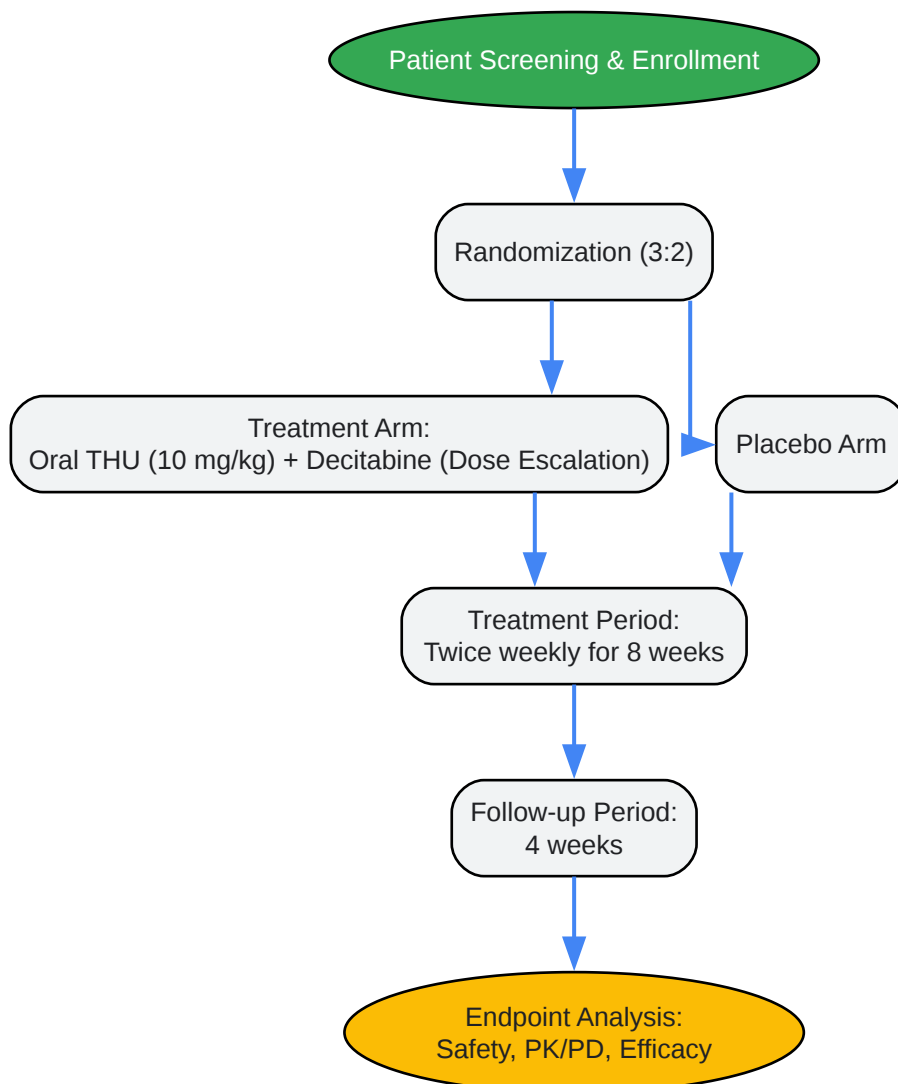 Patient Screening & Enrollment
Randomization (3:2)
Treatment Arm:
Oral THU (10 mg/kg) + Decitabine (Dose Escalation)
Placebo Arm
Treatment Period:
Twice weekly for 8 weeks
Follow-up Period:
4 weeks
Endpoint Analysis:
Safety, PK/PD, Efficacy